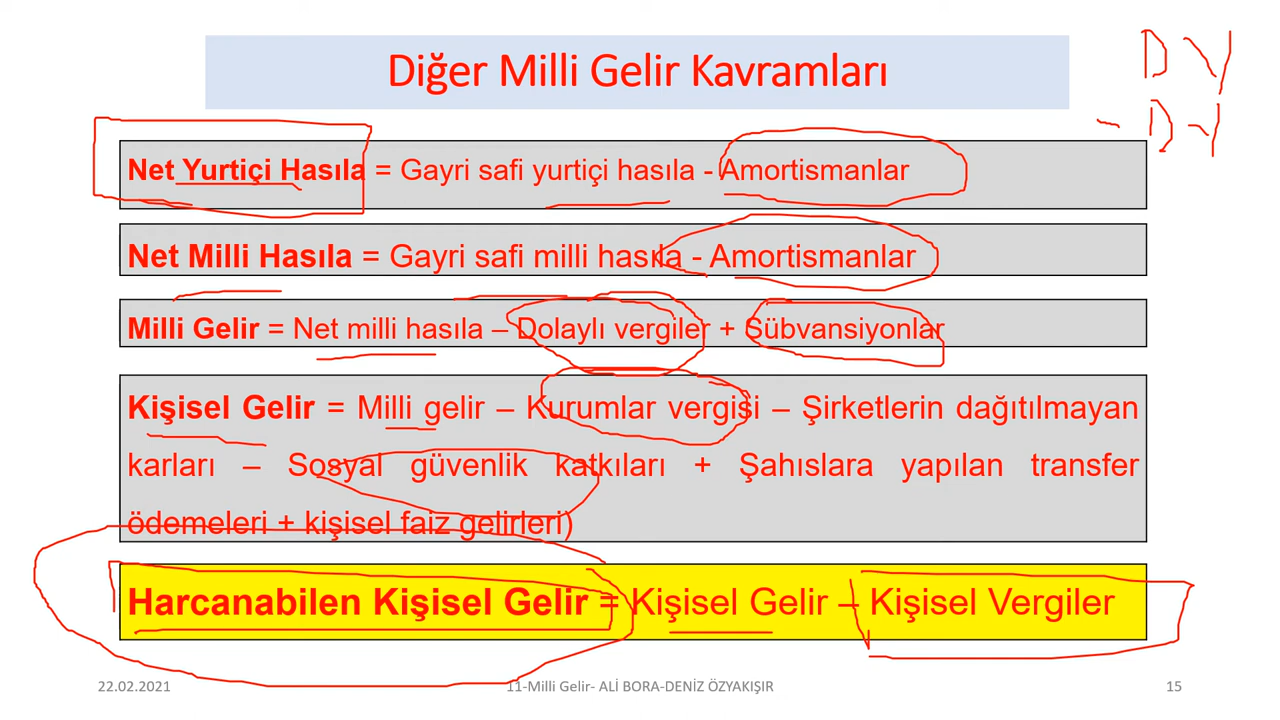 Diğer Milli Gelir Kavramları
D Y
- D Y
Net Yurtiçi Hasıla = Gayri safi yurtiçi hasıla - Amortismanlar
Net Milli Hasıla = Gayri safi milli hasıla - Amortismanlar
Milli Gelir = Net milli hasıla – Dolaylı vergiler + Sübvansiyonlar
Kişisel Gelir = Milli gelir – Kurumlar vergisi – Şirketlerin dağıtılmayan
karları – Sosyal güvenlik katkıları + Şahıslara yapılan transfer
ödemeleri + kişisel faiz gelirleri)
Harcanabilen Kişisel Gelir = Kişisel Gelir – Kişisel Vergiler
22.02.2021
11-Milli Gelir- ALİ BORA-DENİZ ÖZYAKIŞIR
15